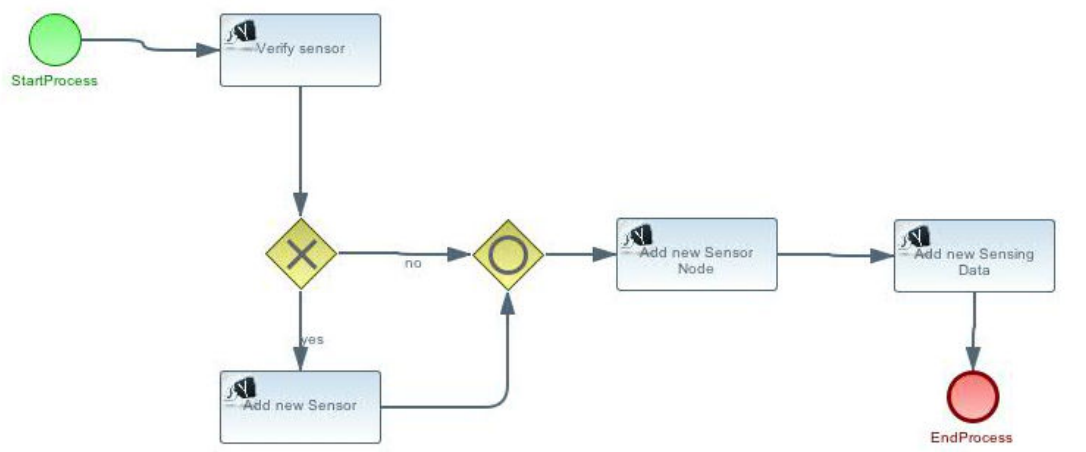 StartProcess
Verify sensor
no
yes
Add new Sensor
Add new Sensor
Node
Add new Sensing
Data
EndProcess